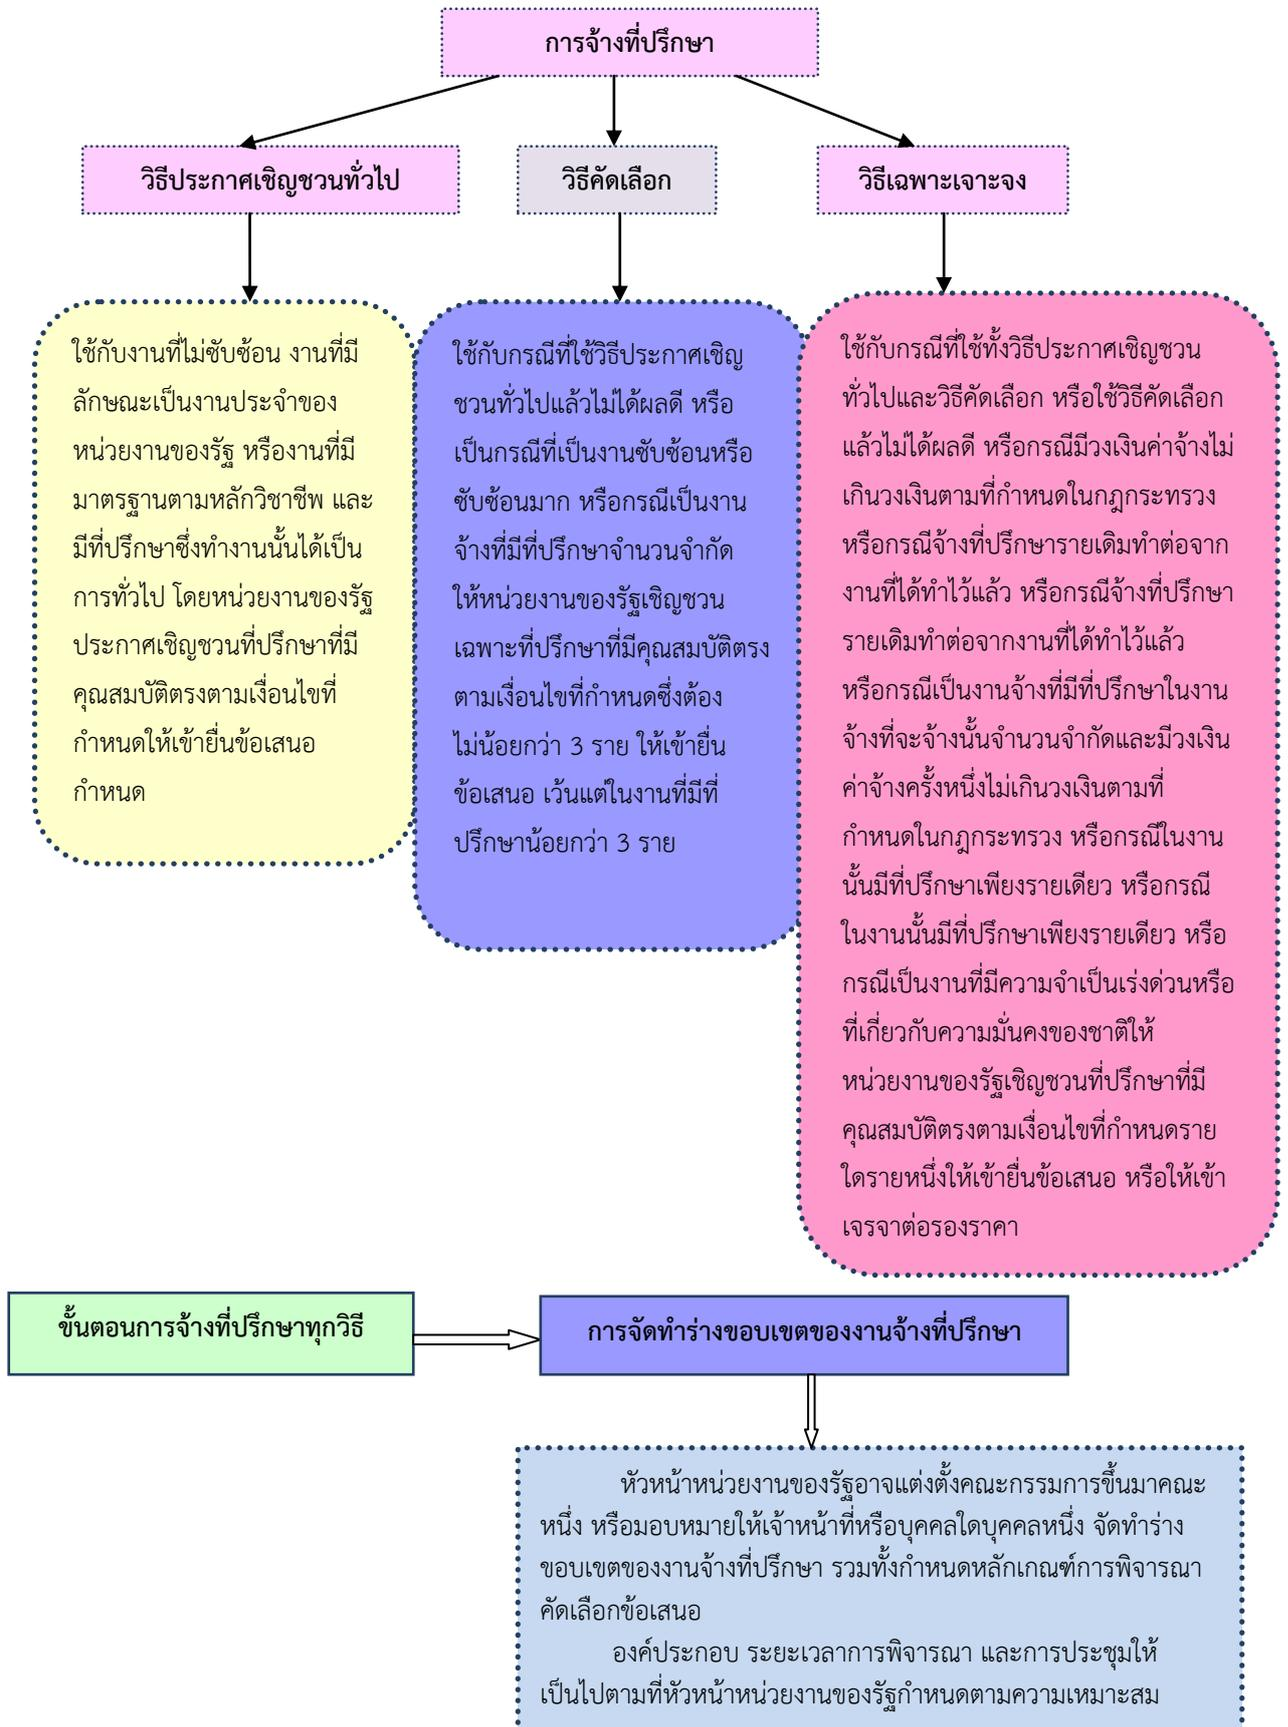 การจ้างที่ปรึกษา
วิธีประกาศเชิญชวนทั่วไป
วิธีคัดเลือก
วิธีเฉพาะเจาะจง
ใช้กับงานที่ไม่ซับซ้อน งานที่มี
ลักษณะเป็นงานประจำของ
หน่วยงานของรัฐ หรืองานที่มี
มาตรฐานตามหลักวิชาชีพ และ
มีที่ปรึกษาซึ่งทำงานนั้นได้เป็น
การทั่วไป โดยหน่วยงานของรัฐ
ประกาศเชิญชวนที่ปรึกษาที่มี
คุณสมบัติตรงตามเงื่อนไขที่
กำหนดให้เข้ายื่นข้อเสนอ
กำหนด
ใช้กับกรณีที่ใช้วิธีประกาศเชิญ
ชวนทั่วไปแล้วไม่ได้ผลดี หรือ
เป็นกรณีที่เป็นงานซับซ้อนหรือ
ซับซ้อนมาก หรือกรณีเป็นงาน
จ้างที่มีที่ปรึกษาจำนวนจำกัด
ให้หน่วยงานของรัฐเชิญชวน
เฉพาะที่ปรึกษาที่มีคุณสมบัติตรง
ตามเงื่อนไขที่กำหนดซึ่งต้อง
ไม่น้อยกว่า 3 ราย ให้เข้ายื่น
ข้อเสนอ เว้นแต่ในงานที่มีที่
ปรึกษาน้อยกว่า 3 ราย
ใช้กับกรณีที่ใช้ทั้งวิธีประกาศเชิญชวน
ทั่วไปและวิธีคัดเลือก หรือใช้วิธีคัดเลือก
แล้วไม่ได้ผลดี หรือกรณีมีวงเงินค่าจ้างไม่
เกินวงเงินตามที่กำหนดในกฎกระทรวง
หรือกรณีจ้างที่ปรึกษารายเดิมทำต่อจาก
งานที่ได้ทำไว้แล้ว หรือกรณีจ้างที่ปรึกษา
รายเดิมทำต่อจากงานที่ได้ทำไว้แล้ว
หรือกรณีเป็นงานจ้างที่มีที่ปรึกษาในงาน
จ้างที่จะจ้างนั้นจำนวนจำกัดและมีวงเงิน
ค่าจ้างครั้งหนึ่งไม่เกินวงเงินตามที่
กำหนดในกฎกระทรวง หรือกรณีในงาน
นั้นมีที่ปรึกษาเพียงรายเดียว หรือกรณี
ในงานนั้นมีที่ปรึกษาเพียงรายเดียว หรือ
กรณีเป็นงานที่มีความจำเป็นเร่งด่วนหรือ
ที่เกี่ยวกับความมั่นคงของชาติให้
หน่วยงานของรัฐเชิญชวนที่ปรึกษาที่มี
คุณสมบัติตรงตามเงื่อนไขที่กำหนดราย
ใดรายหนึ่งให้เข้ายื่นข้อเสนอ หรือให้เข้า
เจรจาต่อรองราคา
ขั้นตอนการจ้างที่ปรึกษาทุกวิธี
การจัดทำร่างขอบเขตของงานจ้างที่ปรึกษา
หัวหน้าหน่วยงานของรัฐอาจแต่งตั้งคณะกรรมการขึ้นมาคณะ
หนึ่ง หรือมอบหมายให้เจ้าหน้าที่หรือบุคคลใดบุคคลหนึ่ง จัดทำร่าง
ขอบเขตของงานจ้างที่ปรึกษา รวมทั้งกำหนดหลักเกณฑ์การพิจารณา
คัดเลือกข้อเสนอ
องค์ประกอบ ระยะเวลาการพิจารณา และการประชุมให้
เป็นไปตามที่หัวหน้าหน่วยงานของรัฐกำหนดตามความเหมาะสม